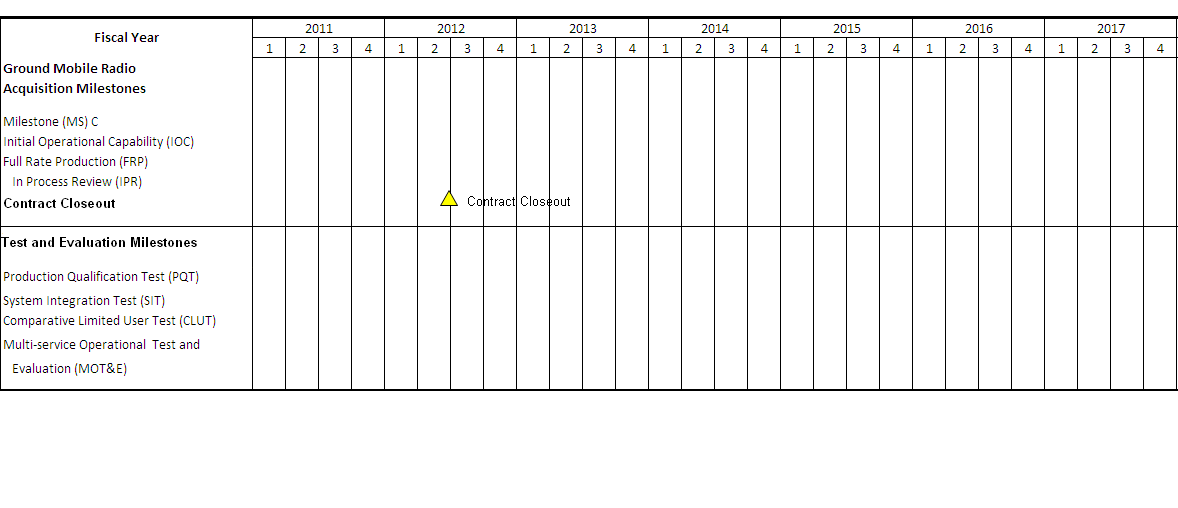 Fiscal Year
2011 2012 2013 2014 2015 2016 2017
1 2 3 4 1 2 3 4 1 2 3 4 1 2 3 4 1 2 3 4 1 2 3 4 1 2 3 4
Ground Mobile Radio
Acquisition Milestones
Milestone (MS) C
Initial Operational Capability (IOC)
Full Rate Production (FRP)
In Process Review (IPR)
Contract Closeout
Contract Closeout
Test and Evaluation Milestones
Production Qualification Test (PQT)
System Integration Test (SIT)
Comparative Limited User Test (CLUT)
Multi-service Operational Test and
Evaluation (MOT&E)